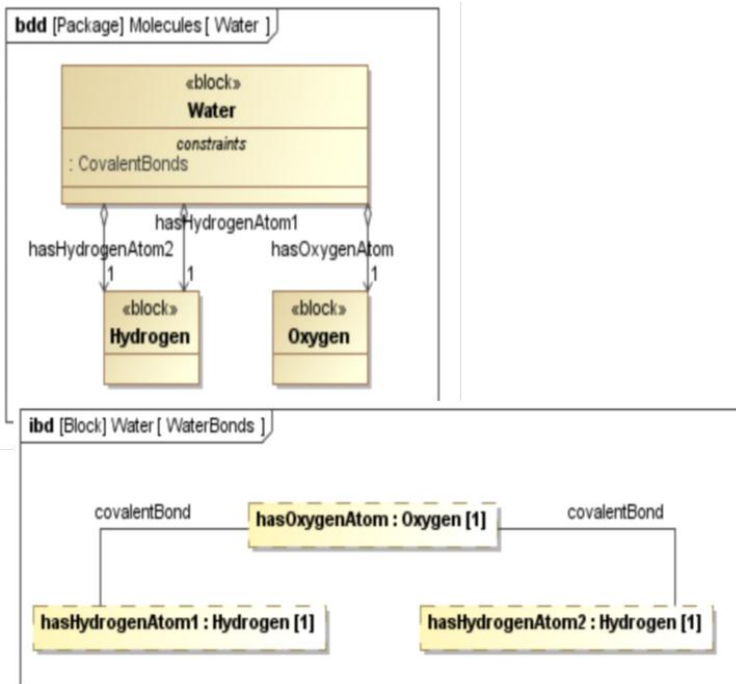 bdd [Package] Molecules [ Water ]
«block»
Water
constraints
: CovalentBonds
hasHydrogenAtom1
hasHydrogenAtom2
hasOxygenAtom
1
1
1
«block»
Hydrogen
«block»
Oxygen
ibd [Block] Water [ WaterBonds ]
covalentBond
covalentBond
hasOxygenAtom : Oxygen [1]
hasHydrogenAtom1 : Hydrogen [1]
hasHydrogenAtom2 : Hydrogen [1]